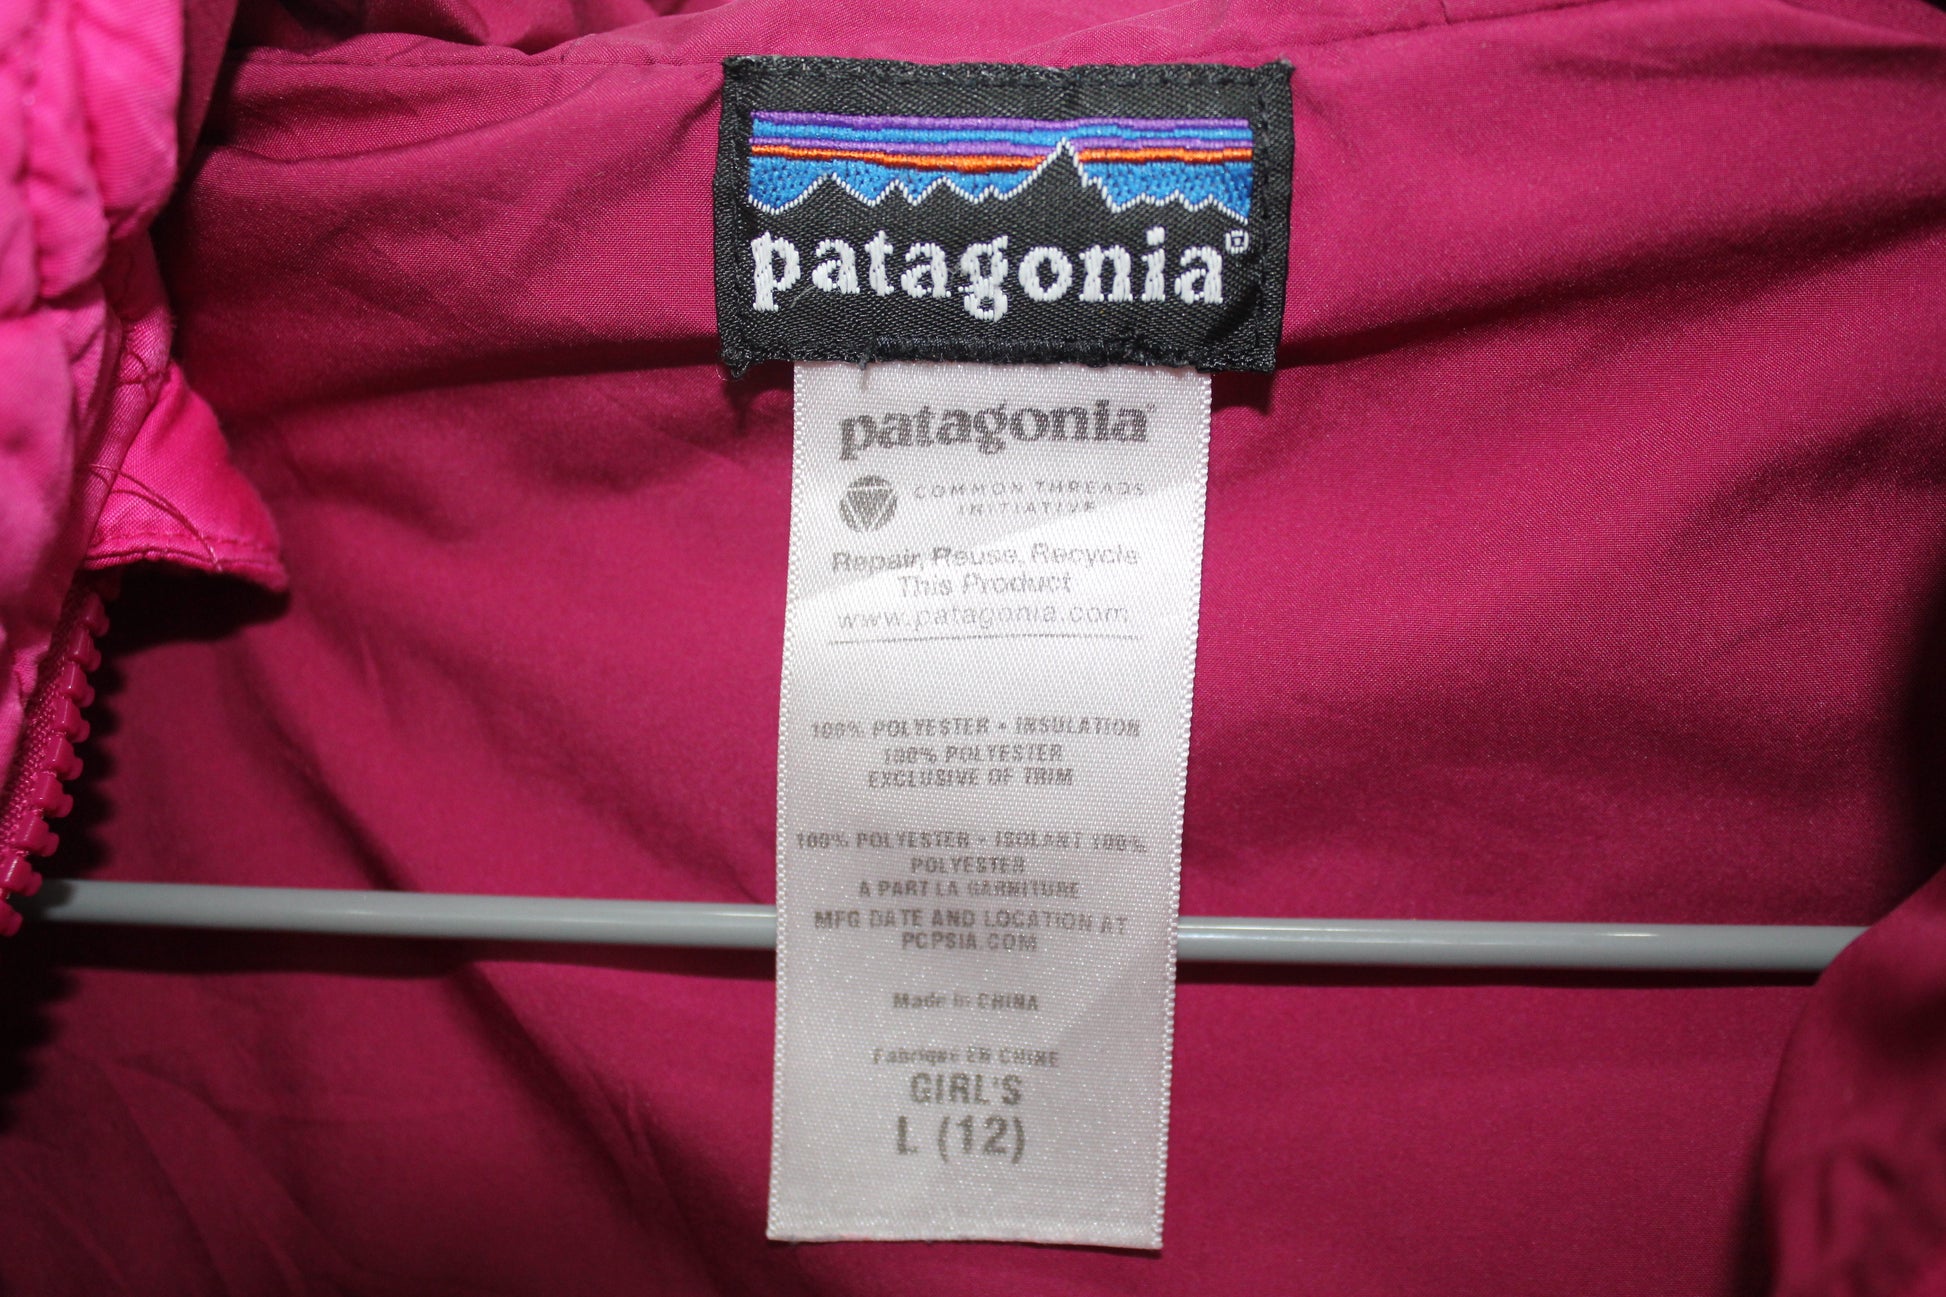 patagonia®
patagonia®
COMMON THREADS
INITIATIVE
Repair, Reuse, Recycle
This Product
www.patagonia.com
100% POLYESTER • INSULATION
100% POLYESTER
EXCLUSIVE OF TRIM
100% POLYESTER • ISOLANT 100%
POLYESTER
A PART LA GARNITURE
MFG DATE AND LOCATION AT
PCPSIA.COM
Made in CHINA
Fabriqué EN CHINE
GIRL'S
L (12)